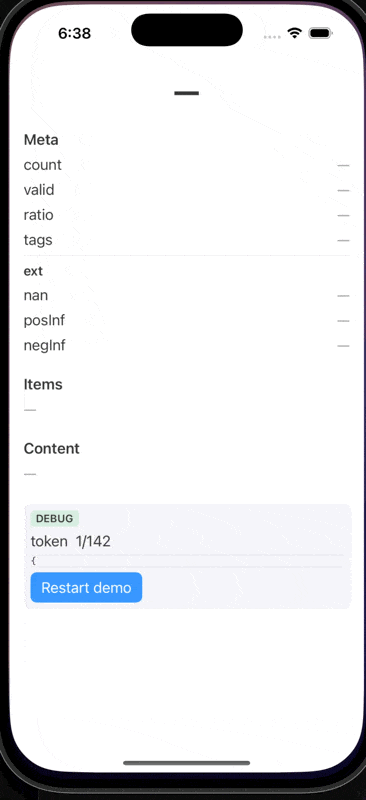 6:38
—
Meta
count —
valid —
ratio —
tags —
ext
nan —
posInf —
negInf —
Items
—
Content
—
DEBUG
token 1/142
{
Restart demo